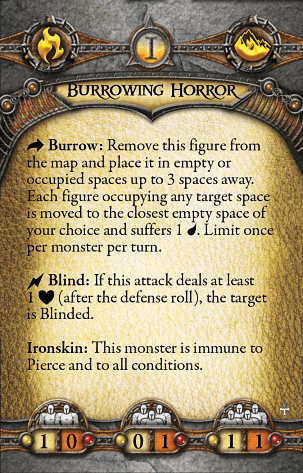 I
BURROWING HORROR
Burrow: Remove this figure from
the map and place it in empty or
occupied spaces up to 3 spaces away.
Each figure occupying any target space
is moved to the closest empty space of
your choice and suffers 1 . Limit once
per monster per turn.
Blind: If this attack deals at least
1 (after the defense roll), the target
is Blinded.
Ironskin: This monster is immune to
Pierce and to all conditions.
1 0 0 1 1 1